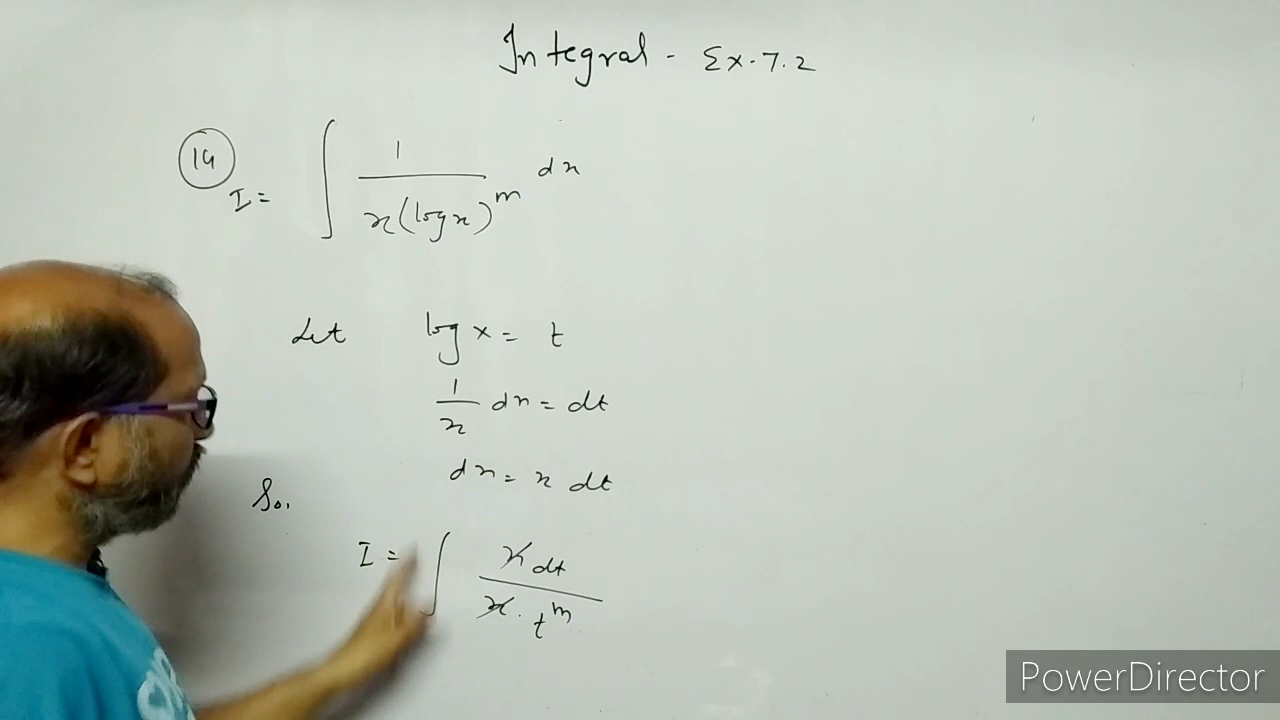 Integral - Ex. 7.2
14
I = ∫ 1 / x(log x)^m dx
Let log x = t
1/x dx = dt
dx = x dt
So,
I = ∫ x dt / x . t^m
PowerDirector